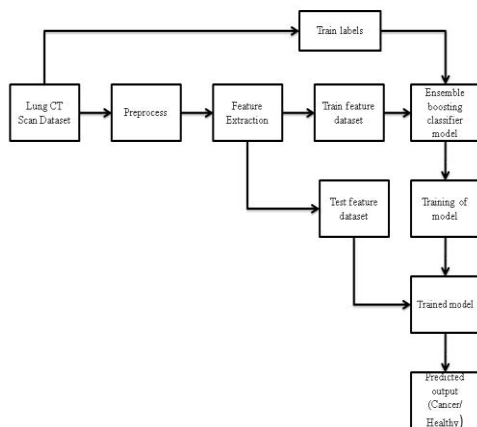 Train labels
Lung CT
Scan Dataset
Preprocess
Feature
Extraction
Train feature
dataset
Ensemble
boosting
classifier
model
Test feature
dataset
Training of
model
Trained model
Predicted
output
(Cancer/
Healthy)